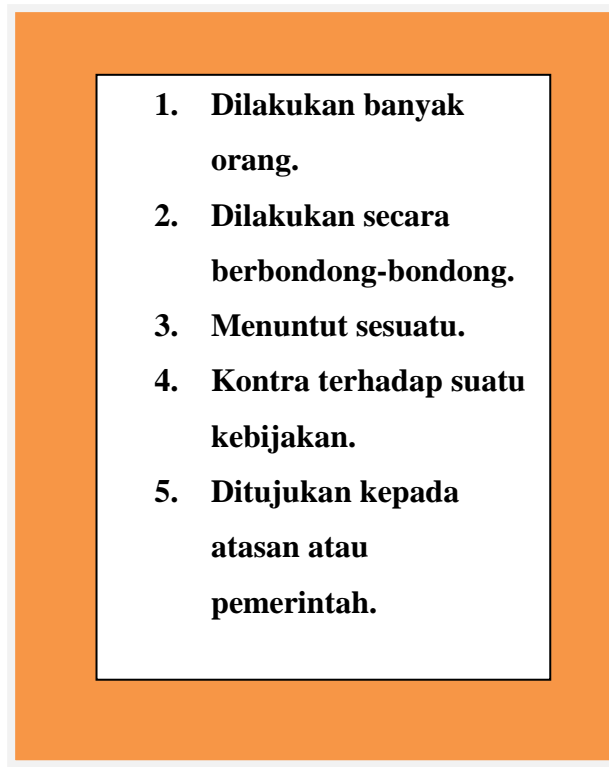 1. Dilakukan banyak
orang.
2. Dilakukan secara
berbondong-bondong.
3. Menuntut sesuatu.
4. Kontra terhadap suatu
kebijakan.
5. Ditujukan kepada
atasan atau
pemerintah.